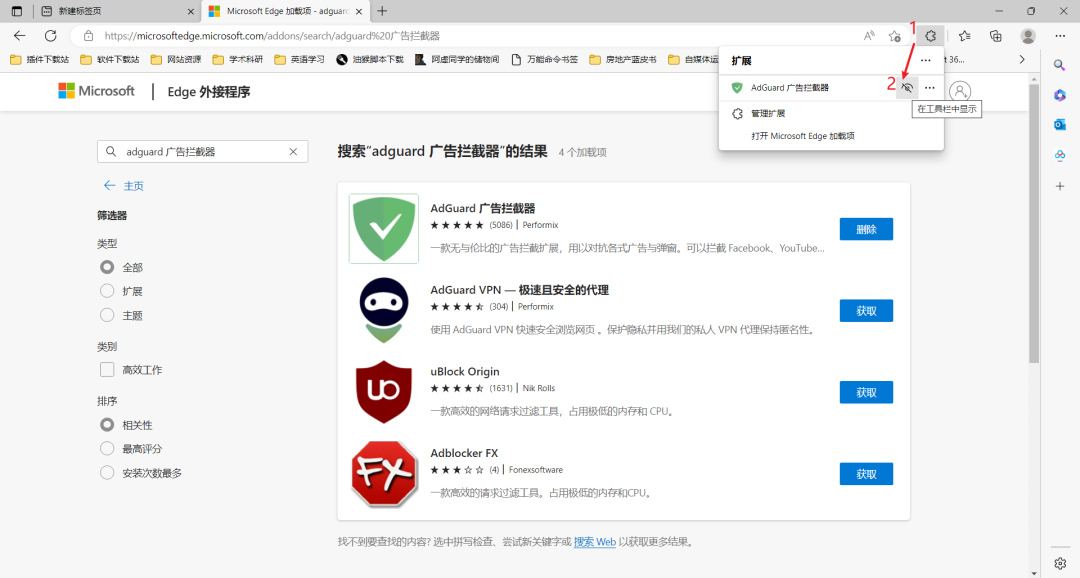 新建标签页
Microsoft Edge 加载项 - adguard
https://microsoftedge.microsoft.com/addons/search/adguard%20广告拦截器
1
插件下载站
软件下载站
网站资源
学术科研
英语学习
油猴脚本下载
阿虚同学的储物间
万能命令书签
房地产蓝皮书
自媒体运
t 36...
扩展
AdGuard 广告拦截器
2
在工具栏中显示
管理扩展
打开 Microsoft Edge 加载项
Microsoft
Edge 外接程序
adguard 广告拦截器
主页
筛选器
类型
全部
扩展
主题
类别
高效工作
排序
相关性
最高评分
安装次数最多
搜索“adguard 广告拦截器”的结果 4 个加载项
AdGuard 广告拦截器
(5086) | Performix
一款无与伦比的广告拦截扩展，用以对抗各式广告与弹窗。可以拦截 Facebook、YouTube...
删除
AdGuard VPN — 极速且安全的代理
(304) | Performix
使用 AdGuard VPN 快速安全浏览网页 。保护隐私并用我们的私人 VPN 代理保持匿名性。
获取
uBlock Origin
(1631) | Nik Rolls
一款高效的网络请求过滤工具，占用极低的内存和 CPU。
获取
Adblocker FX
(4) | Fonexsoftware
一款高效的请求过滤工具。占用极低的内存和CPU。
获取
找不到要查找的内容? 选中拼写检查、尝试新关键字或 搜索 Web 以获取更多结果。